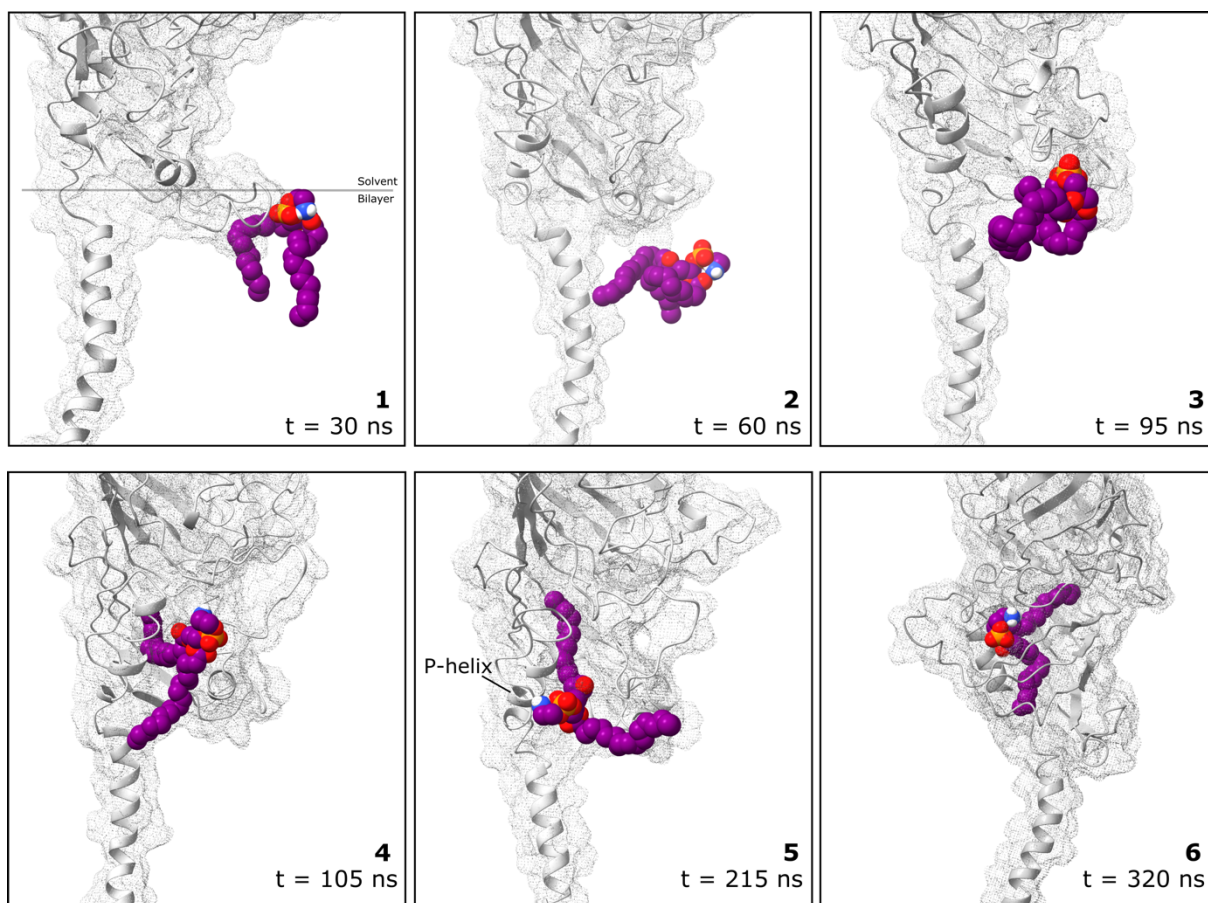 Solvent
Bilayer
1
t = 30 ns
2
t = 60 ns
3
t = 95 ns
4
t = 105 ns
P-helix
5
t = 215 ns
6
t = 320 ns